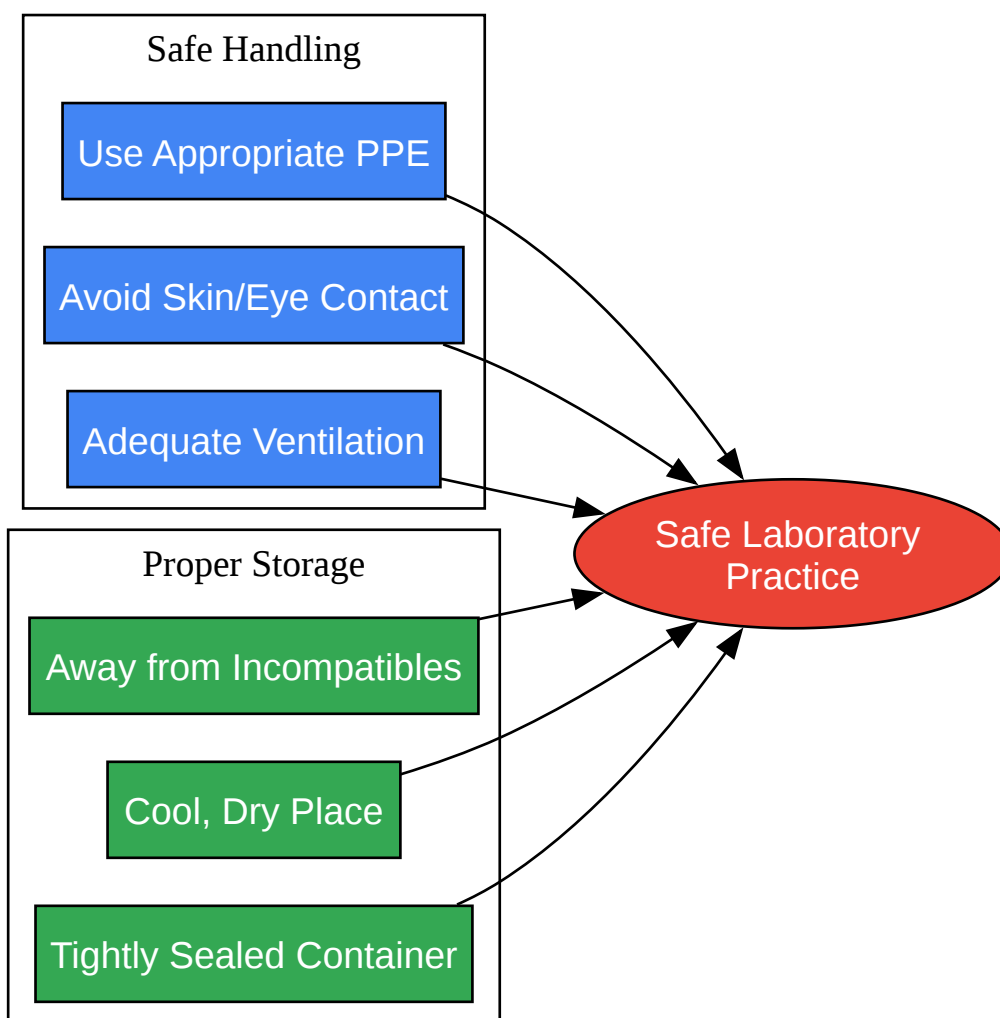 Safe Handling
Use Appropriate PPE
Avoid Skin/Eye Contact
Adequate Ventilation
Safe Laboratory
Practice
Proper Storage
Away from Incompatibles
Cool, Dry Place
Tightly Sealed Container